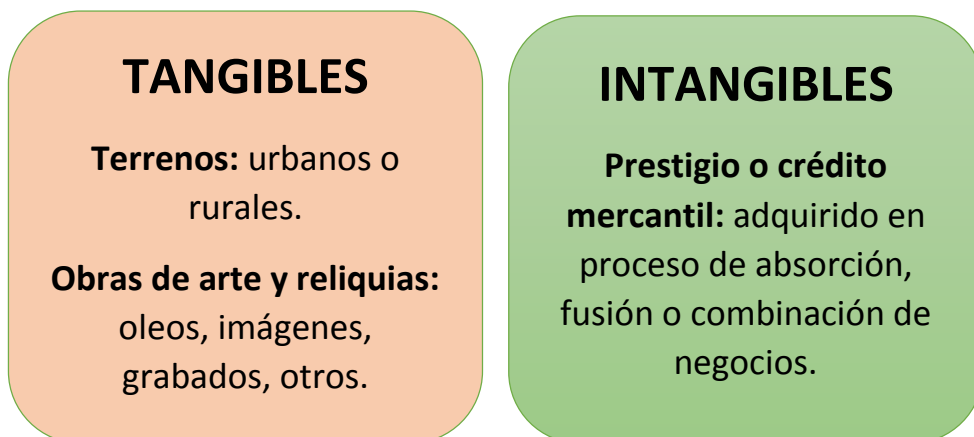 TANGIBLES
Terrenos: urbanos o
rurales.
Obras de arte y reliquias:
oleos, imágenes,
grabados, otros.
INTANGIBLES
Prestigio o crédito
mercantil: adquirido en
proceso de absorción,
fusión o combinación de
negocios.